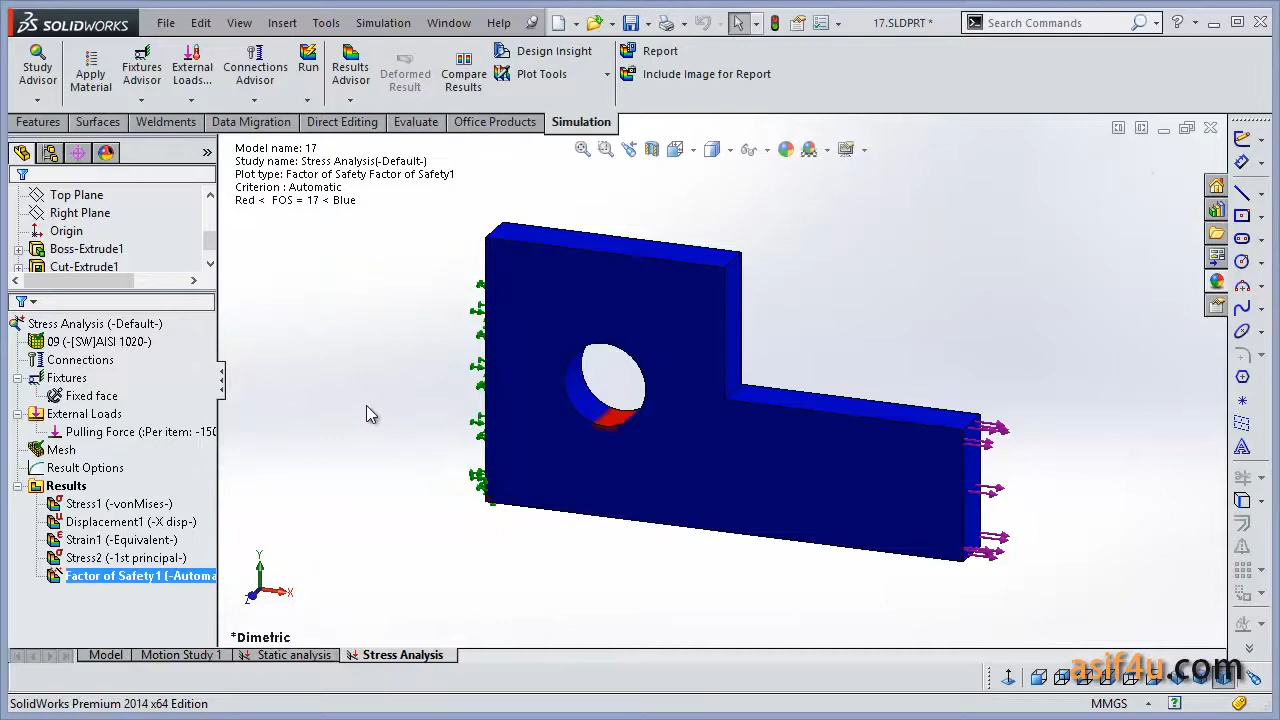 SOLIDWORKS
File Edit View Insert Tools Simulation Window Help
17.SLDPRT *
Search Commands
Study Advisor
Apply Material
Fixtures Advisor
External Loads...
Connections Advisor
Run
Results Advisor
Deformed Result
Compare Results
Design Insight
Plot Tools
Report
Include Image for Report
Features Surfaces Weldments Data Migration Direct Editing Evaluate Office Products Simulation
Top Plane
Right Plane
Origin
Boss-Extrude1
Cut-Extrude1
Model name: 17
Study name: Stress Analysis(-Default-)
Plot type: Factor of Safety Factor of Safety1
Criterion : Automatic
Red < FOS = 17 < Blue
Stress Analysis (-Default-)
09 (-[SW]AISI 1020-)
Connections
Fixtures
Fixed face
External Loads
Pulling Force (:Per item: -150
Mesh
Result Options
Results
Stress1 (-vonMises-)
Displacement1 (-X disp-)
Strain1 (-Equivalent-)
Stress2 (-1st principal-)
Factor of Safety1 (-Automa
Y
X
Z
*Dimetric
Model Motion Study 1 Static analysis Stress Analysis
asif4u.com
SolidWorks Premium 2014 x64 Edition
MMGS